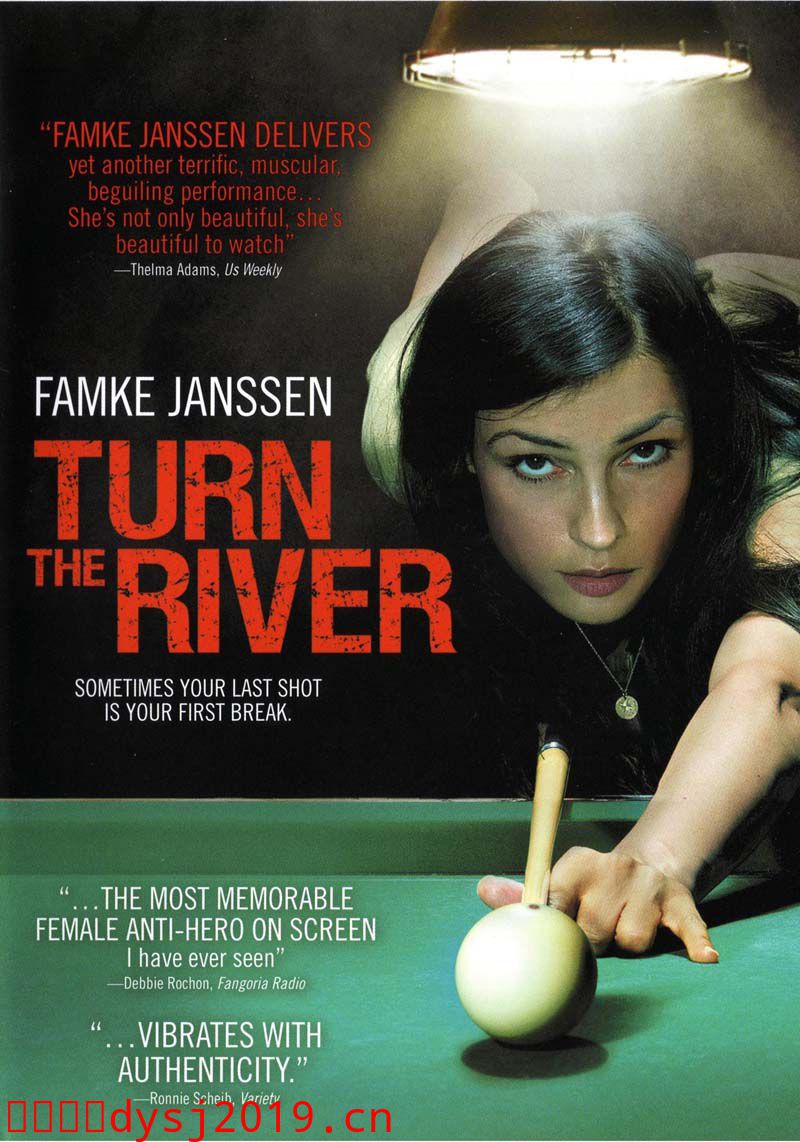 “FAMKE JANSSEN DELIVERS
yet another terrific, muscular,
beguiling performance...
She’s not only beautiful, she’s
beautiful to watch”
—Thelma Adams, Us Weekly
FAMKE JANSSEN
TURN
THE RIVER
SOMETIMES YOUR LAST SHOT
IS YOUR FIRST BREAK.
“...THE MOST MEMORABLE
FEMALE ANTI-HERO ON SCREEN
I have ever seen”
—Debbie Rochon, Fangoria Radio
“...VIBRATES WITH
AUTHENTICITY.”
—Ronnie Scheib, Variety
dysj2019.cn